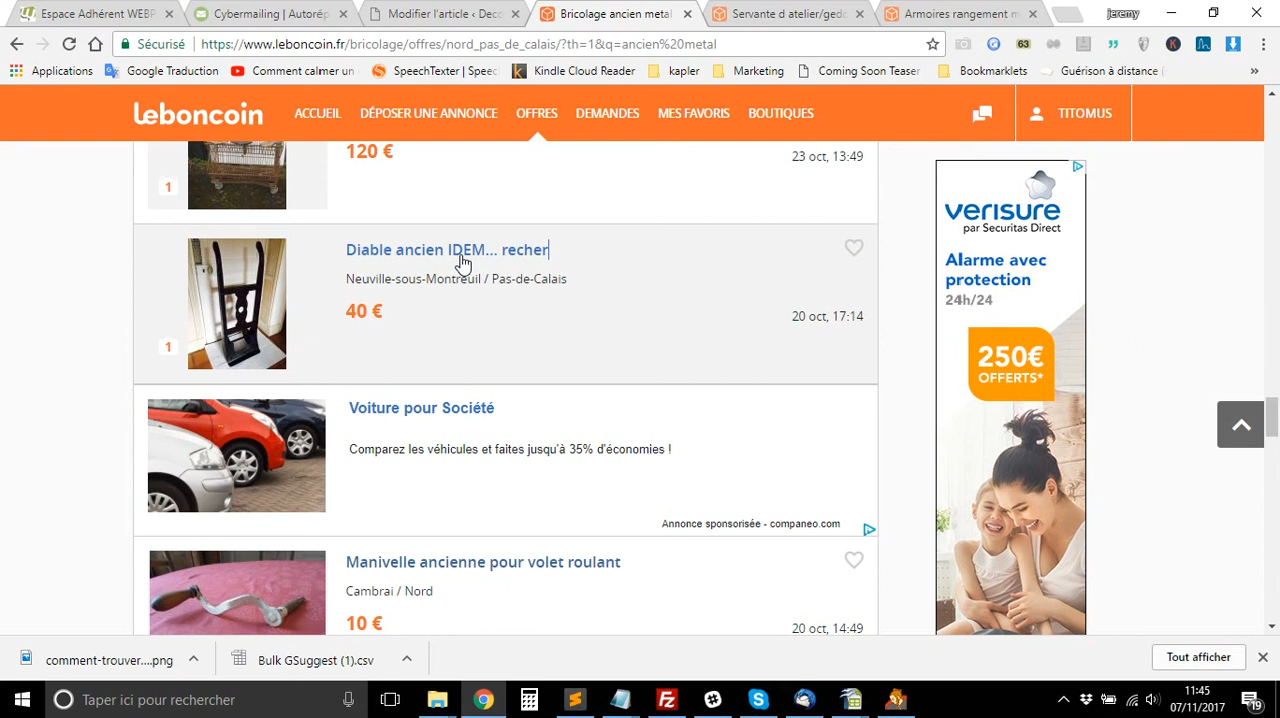 Espace Adhérent WEBP
Cybermailing | Autorép
Modifier l'article ‹ Deco
Bricolage ancien metal
Servante d atelier/gedo
Armoires rangement m
jeremy
Sécurisé
https://www.leboncoin.fr/bricolage/offres/nord_pas_de_calais/?th=1&q=ancien%20metal
63
K
Applications
Google Traduction
Comment calmer un
SpeechTexter | Speec
Kindle Cloud Reader
kapler
Marketing
Coming Soon Teaser
Bookmarklets
Guérison à distance (
»
leboncoin
ACCUEIL
DÉPOSER UNE ANNONCE
OFFRES
DEMANDES
MES FAVORIS
BOUTIQUES
TITOMUS
120 €
23 oct, 13:49
1
Diable ancien IDEM... recher
Neuville-sous-Montreuil / Pas-de-Calais
40 €
20 oct, 17:14
1
Voiture pour Société
Comparez les véhicules et faites jusqu'à 35% d'économies !
Annonce sponsorisée - companeo.com
Manivelle ancienne pour volet roulant
Cambrai / Nord
10 €
20 oct, 14:49
verisure
par Securitas Direct
Alarme avec
protection
24h/24
250€
OFFERTS*
comment-trouver....png
Bulk GSuggest (1).csv
Tout afficher
Taper ici pour rechercher
11:45
07/11/2017
19